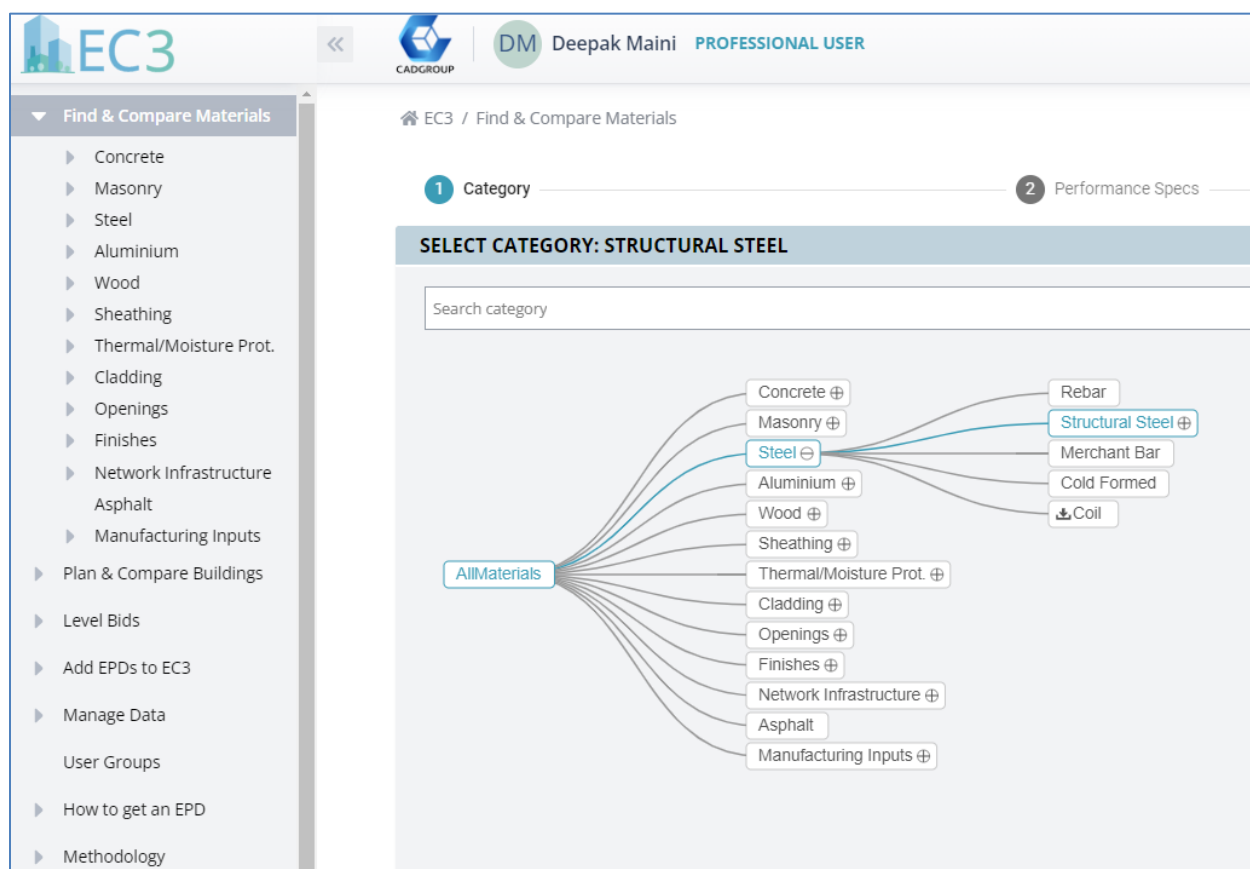 EC3
CADGROUP
DM Deepak Maini PROFESSIONAL USER
Find & Compare Materials
Concrete
Masonry
Steel
Aluminium
Wood
Sheathing
Thermal/Moisture Prot.
Cladding
Openings
Finishes
Network Infrastructure
Asphalt
Manufacturing Inputs
Plan & Compare Buildings
Level Bids
Add EPDs to EC3
Manage Data
User Groups
How to get an EPD
Methodology
EC3 / Find & Compare Materials
1 Category
2 Performance Specs
SELECT CATEGORY: STRUCTURAL STEEL
Search category
AllMaterials
Concrete
Masonry
Steel
Aluminium
Wood
Sheathing
Thermal/Moisture Prot.
Cladding
Openings
Finishes
Network Infrastructure
Asphalt
Manufacturing Inputs
Rebar
Structural Steel
Merchant Bar
Cold Formed
Coil